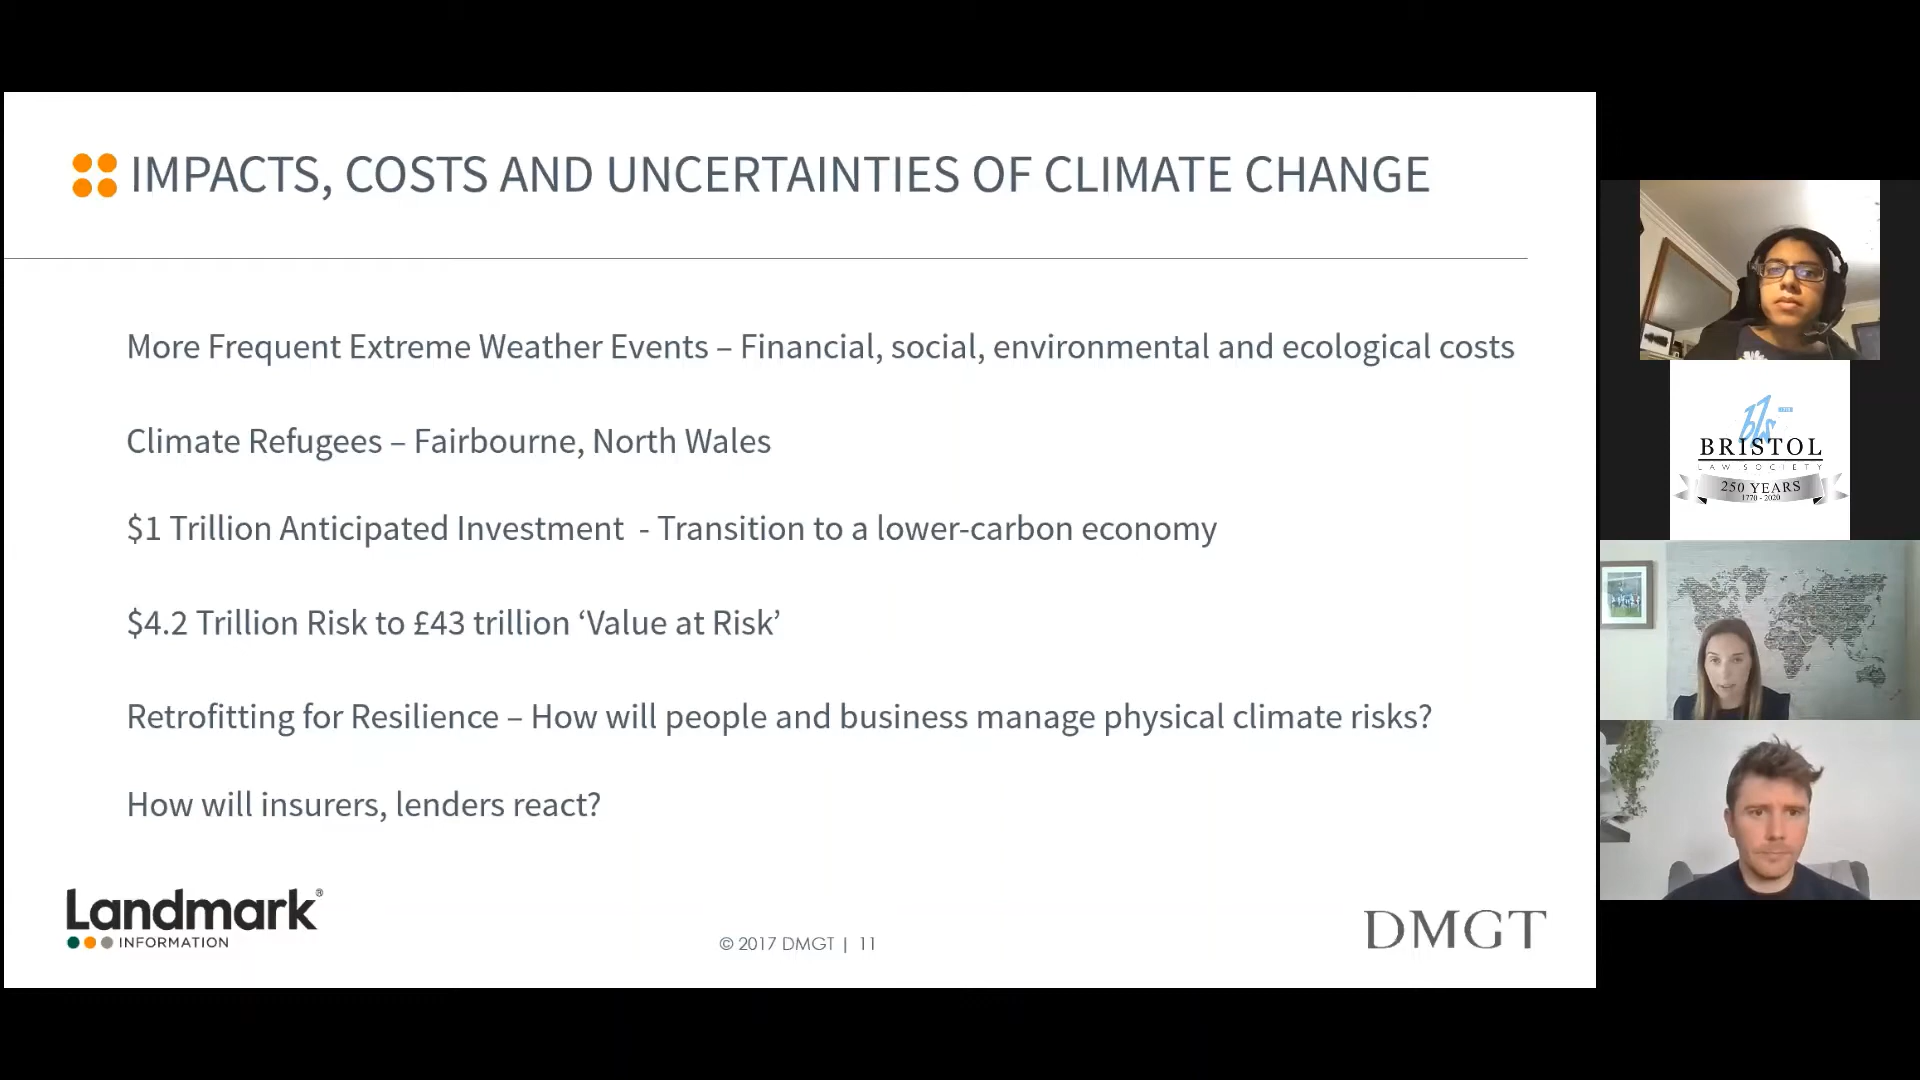 IMPACTS, COSTS AND UNCERTAINTIES OF CLIMATE CHANGE
More Frequent Extreme Weather Events – Financial, social, environmental and ecological costs
Climate Refugees – Fairbourne, North Wales
$1 Trillion Anticipated Investment - Transition to a lower-carbon economy
$4.2 Trillion Risk to £43 trillion ‘Value at Risk’
Retrofitting for Resilience – How will people and business manage physical climate risks?
How will insurers, lenders react?
Landmark®
INFORMATION
© 2017 DMGT | 11
DMGT
bls
BRISTOL
LAW SOCIETY
250 YEARS
1770 - 2020